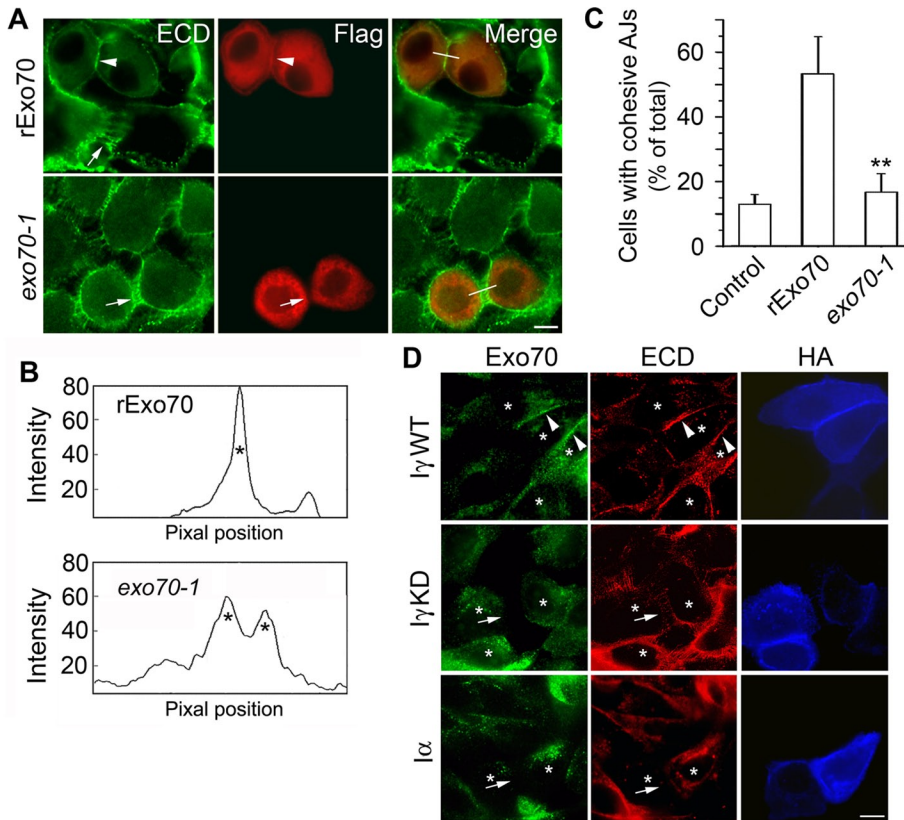 A
ECD Flag Merge
rExo70
exo70-1
B
80
60
40
20
Intensity
rExo70
*
Pixal position
80
60
40
20
Intensity
exo70-1
* *
Pixal position
C
Cells with cohesive AJs
(% of total)
60
40
20
0
**
Control
rExo70
exo70-1
D
Exo70 ECD HA
IγWT
* * * *
* * * *
IγKD
* * *
* * *
Iα
* *
* *